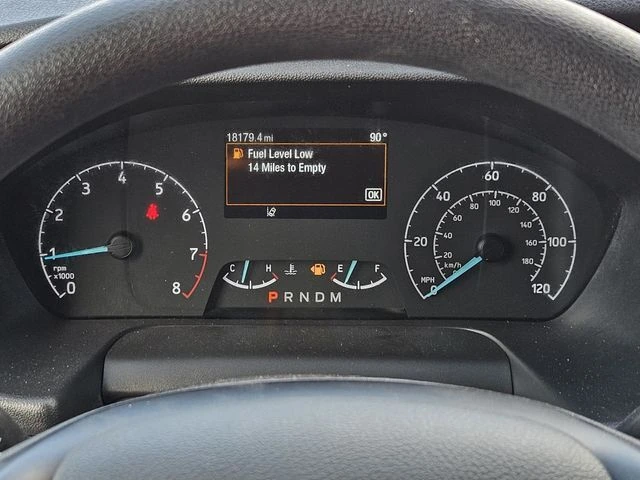 18179.4 mi 90°
Fuel Level Low
14 Miles to Empty
OK
0 1 2 3 4 5 6 7 8
rpm
x1000
C H
E F
P R N D M
0 20 40 60 80 100 120
MPH
20 40 60 80 100 120 140 160 180
km/h